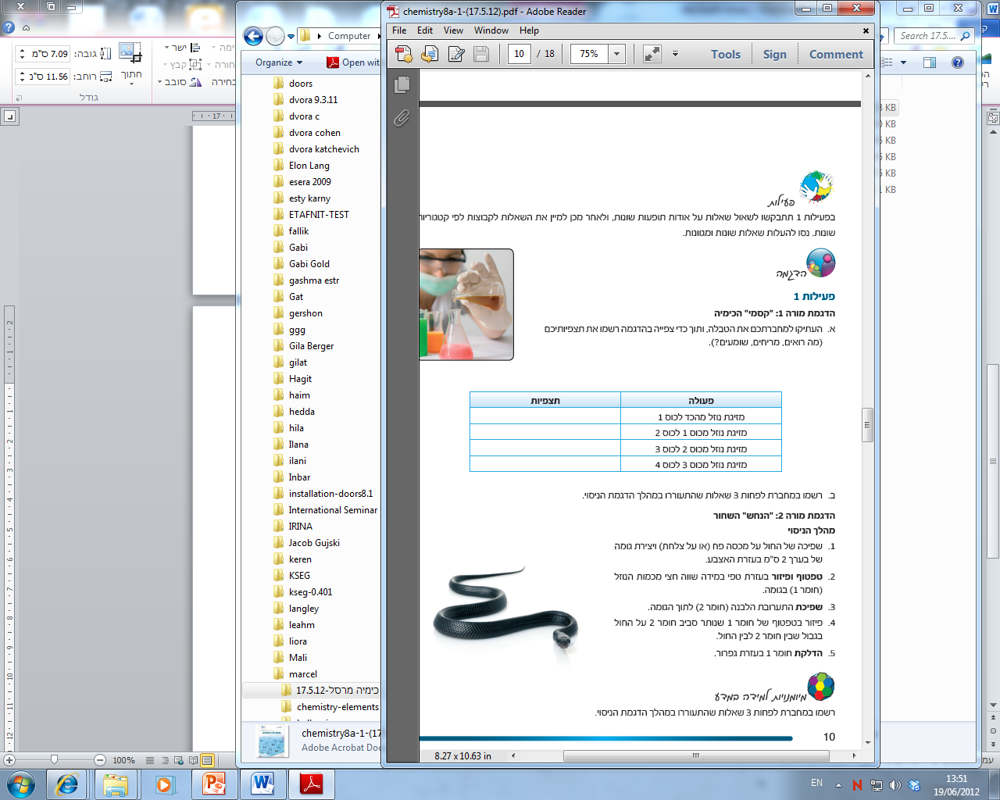 chemistry8a-1-(17.5.12).pdf - Adobe Reader
File Edit View Window Help
10 / 18 75% Tools Sign Comment
Computer
Search 17.5....
Organize Open wit
גובה: 7.09 ס"מ
רוחב: 11.56 ס"מ
גודל
חתוך
ישר
קבץ
סובב
17
doors
dvora 9.3.11
dvora c
dvora cohen
dvora katchevich
Elon Lang
esera 2009
esty karny
ETAFNIT-TEST
fallik
Gabi
Gabi Gold
gashma estr
Gat
gershon
ggg
Gila Berger
gilat
Hagit
haim
hedda
hila
Ilana
ilani
Inbar
installation-doors8.1
International Seminar
IRINA
Jacob Gujski
keren
KSEG
kseg-0.401
langley
leahm
liora
Mali
marcel
17.5.12-כימיה מרסל
chemistry-elements
chemistry8a-1-(17
Adobe Acrobat Doc
פעילות
בפעילות 1 תתבקשו לשאול שאלות על אודות תופעות שונות, ולאחר מכן למיין את השאלות לקבוצות לפי קטגוריות
שונות. נסו להעלות שאלות שונות ומגוונות.
הדגמה
פעילות 1
הדגמת מורה 1: "קסמי" הכימיה
א. העתיקו למחברתכם את הטבלה, ותוך כדי צפייה בהדגמה רשמו את תצפיותיכם
(מה רואים, מריחים, שומעים?).
פעולה תצפיות
מזיגת נוזל מהכד לכוס 1
מזיגת נוזל מכוס 1 לכוס 2
מזיגת נוזל מכוס 2 לכוס 3
מזיגת נוזל מכוס 3 לכוס 4
ב. רשמו במחברת לפחות 3 שאלות שהתעוררו במהלך הדגמת הניסוי.
הדגמת מורה 2: "הנחש" השחור
מהלך הניסוי
1. שפיכה של החול על מכסה פח (או על צלחת) ויצירת גומה
של בערך 2 ס"מ בעזרת האצבע.
2. טפטוף ופיזור בעזרת טפי במידה שווה חצי מכמות הנוזל
(חומר 1) בגומה.
3. שפיכת התערובת הלבנה (חומר 2) לתוך הגומה.
4. פיזור בטפטוף של חומר 1 שנותר סביב חומר 2 על החול
בגבול שבין חומר 2 לבין החול.
5. הדלקת חומר 1 בעזרת גפרור.
מיומנויות למידה במדע
רשמו במחברת לפחות 3 שאלות שהתעוררו במהלך הדגמת הניסוי.
10
8.27 x 10.63 in
100%
EN
13:51
19/06/2012